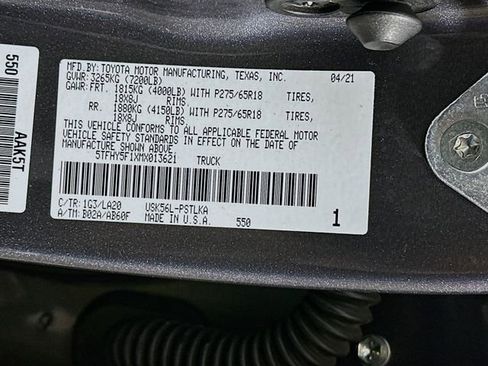 550
AAK5T
MFD.BY: TOYOTA MOTOR MANUFACTURING, TEXAS, INC. 04/21
GVWR: 3265KG (7200LB)
GAWR: FRT. 1815KG (4000LB) WITH P275/65R18 TIRES,
18X8J RIMS,
RR. 1880KG (4150LB) WITH P275/65R18 TIRES,
18X8J RIMS,
THIS VEHICLE CONFORMS TO ALL APPLICABLE FEDERAL MOTOR
VEHICLE SAFETY STANDARDS IN EFFECT ON THE DATE OF
MANUFACTURE SHOWN ABOVE.
5TFHY5F1XMX013621 TRUCK
C/TR: 1G3/LA20 USK56L-PSTLKA
A/TM: B02A/AB60F MADE IN U.S.A. 550 1